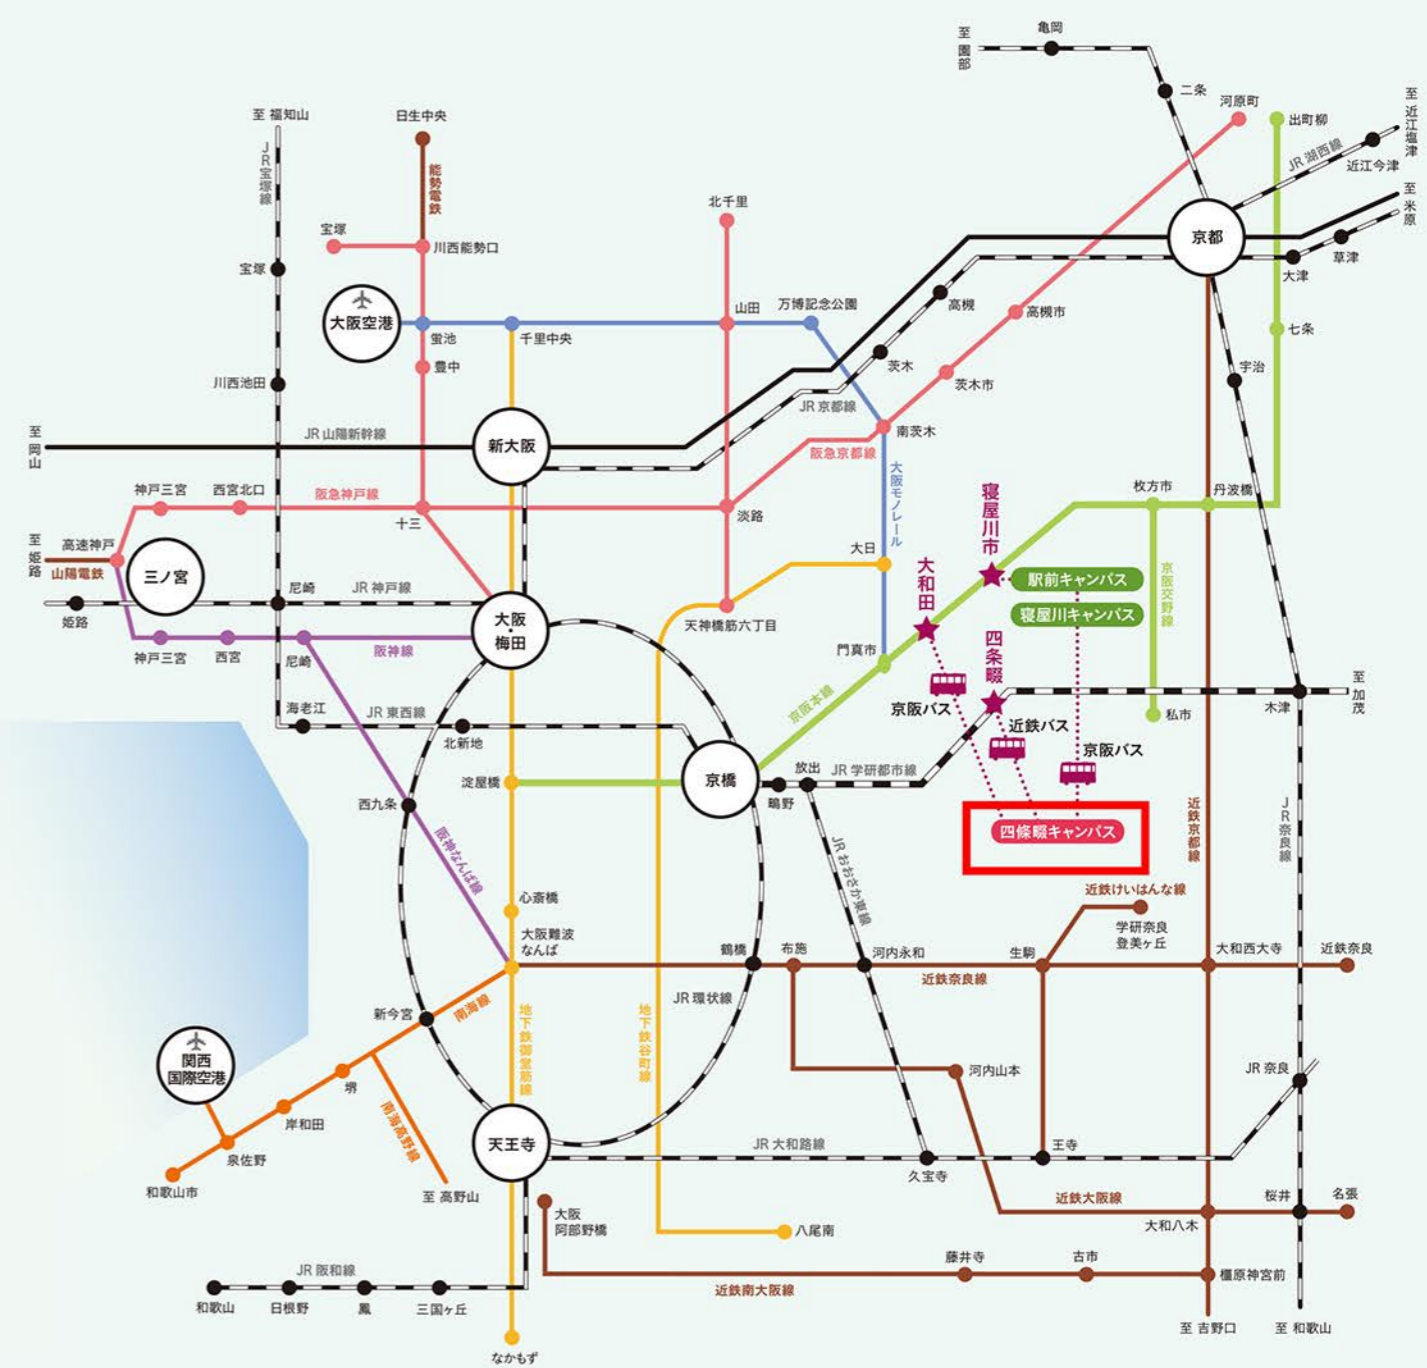 至 園部
亀岡
二条
河原町
出町柳
至 近江塩津
JR 湖西線
近江今津
至 米原
京都
草津
大津
至 福知山
JR宝塚線
日生中央
能勢電鉄
宝塚
川西能勢口
北千里
宝塚
大阪空港
蛍池
千里中央
山田
万博記念公園
高槻
高槻市
七条
豊中
茨木
茨木市
宇治
川西池田
JR 京都線
至 岡山
JR 山陽新幹線
新大阪
南茨木
阪急京都線
大阪モノレール
神戸三宮
西宮北口
阪急神戸線
十三
淡路
寝屋川市
枚方市
丹波橋
至 姫路
高速神戸
山陽電鉄
三ノ宮
大日
大和田
駅前キャンパス
京阪交野線
姫路
尼崎
JR 神戸線
大阪・梅田
天神橋筋六丁目
寝屋川キャンパス
四条畷
神戸三宮
西宮
尼崎
阪神線
門真市
至 加茂
木津
海老江
JR 東西線
北新地
京阪本線
京阪バス
近鉄バス
私市
京阪バス
淀屋橋
京橋
鴫野
放出
JR 学研都市線
西九条
四條畷キャンパス
近鉄京都線
JR奈良線
阪神なんば線
JR おおさか東線
近鉄けいはんな線
心斎橋
学研奈良
登美ヶ丘
大阪難波
なんば
鶴橋
布施
河内永和
生駒
大和西大寺
近鉄奈良
近鉄奈良線
JR 環状線
新今宮
南海線
地下鉄御堂筋線
地下鉄谷町線
関西
国際空港
堺
河内山本
JR 奈良
岸和田
南海高野線
泉佐野
天王寺
JR 大和路線
久宝寺
王寺
和歌山市
至 高野山
大阪
阿部野橋
八尾南
近鉄大阪線
大和八木
桜井
名張
JR 阪和線
和歌山
日根野
鳳
三国ヶ丘
近鉄南大阪線
藤井寺
古市
橿原神宮前
至 吉野口
至 和歌山
なかもず